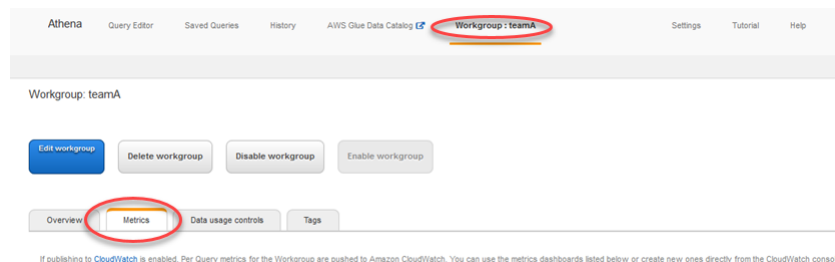 Athena Query Editor Saved Queries History AWS Glue Data Catalog Workgroup : teamA Settings Tutorial Help
Workgroup: teamA
Edit workgroup Delete workgroup Disable workgroup Enable workgroup
Overview Metrics Data usage controls Tags
If publishing to CloudWatch is enabled, Per Query metrics for the Workgroup are pushed to Amazon CloudWatch. You can use the metrics dashboards listed below or create new ones directly from the CloudWatch conso